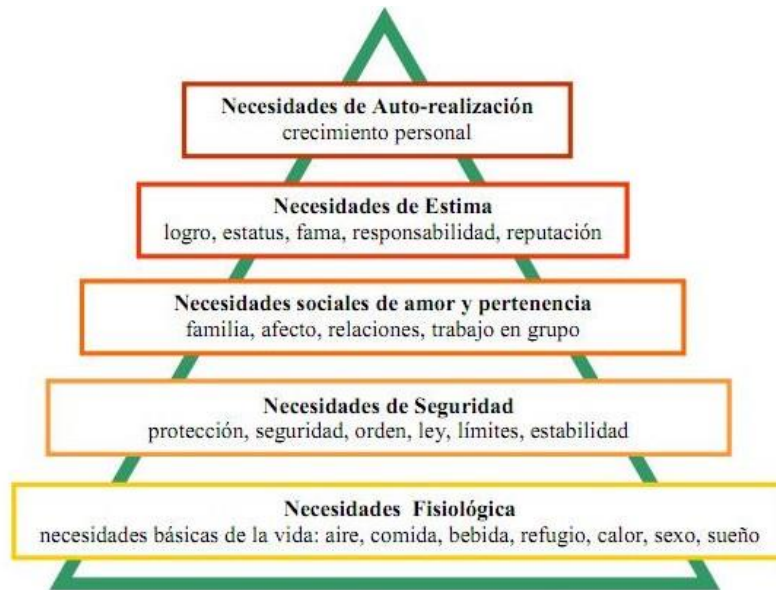 Necesidades de Auto-realización
crecimiento personal
Necesidades de Estima
logro, estatus, fama, responsabilidad, reputación
Necesidades sociales de amor y pertenencia
familia, afecto, relaciones, trabajo en grupo
Necesidades de Seguridad
protección, seguridad, orden, ley, límites, estabilidad
Necesidades Fisiológica
necesidades básicas de la vida: aire, comida, bebida, refugio, calor, sexo, sueño